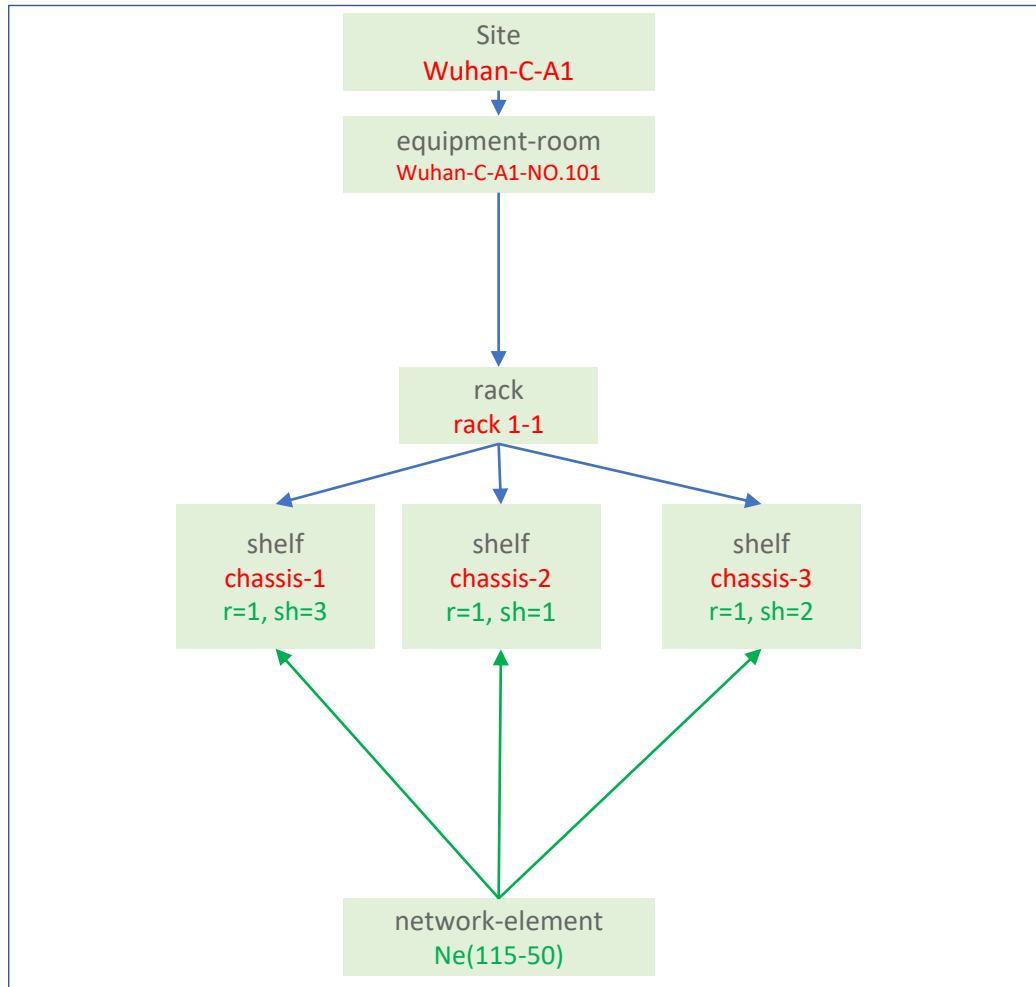 Site
Wuhan-C-A1
equipment-room
Wuhan-C-A1-NO.101
rack
rack 1-1
shelf
chassis-1
r=1, sh=3
shelf
chassis-2
r=1, sh=1
shelf
chassis-3
r=1, sh=2
network-element
Ne(115-50)